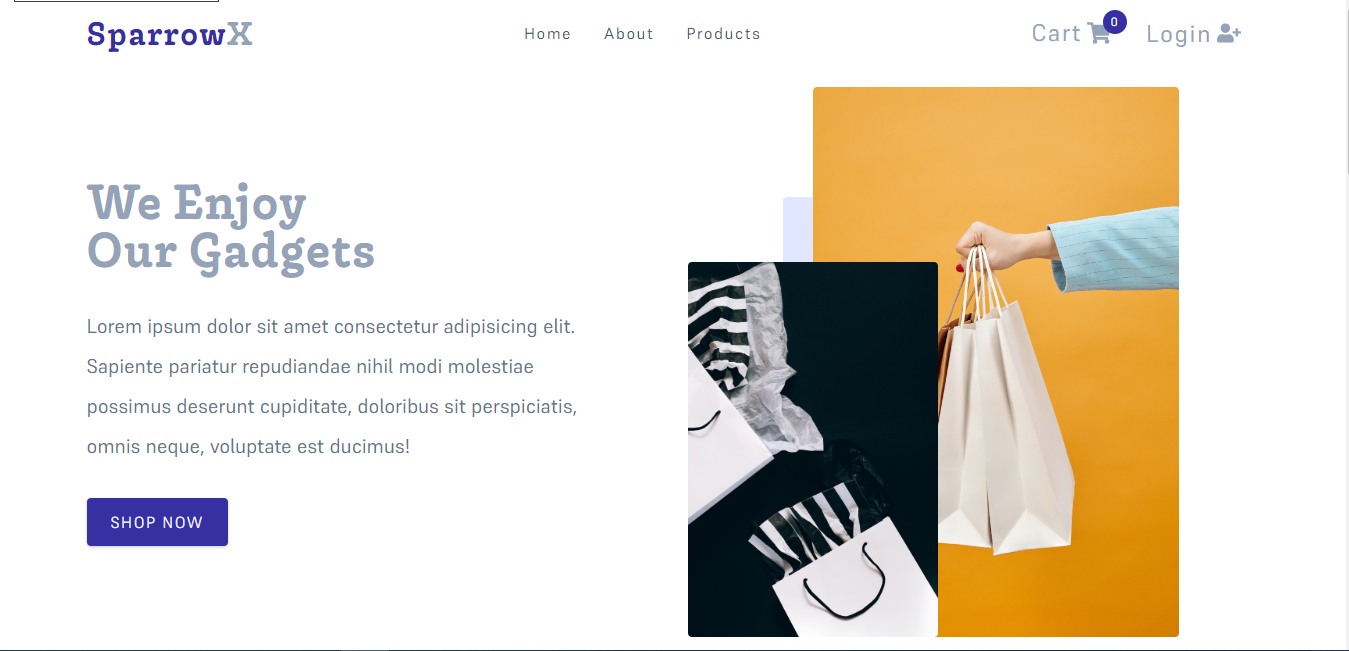 SparrowX
Home About Products
Cart 0 Login
We Enjoy
Our Gadgets
Lorem ipsum dolor sit amet consectetur adipisicing elit.
Sapiente pariatur repudiandae nihil modi molestiae
possimus deserunt cupiditate, doloribus sit perspiciatis,
omnis neque, voluptate est ducimus!
SHOP NOW